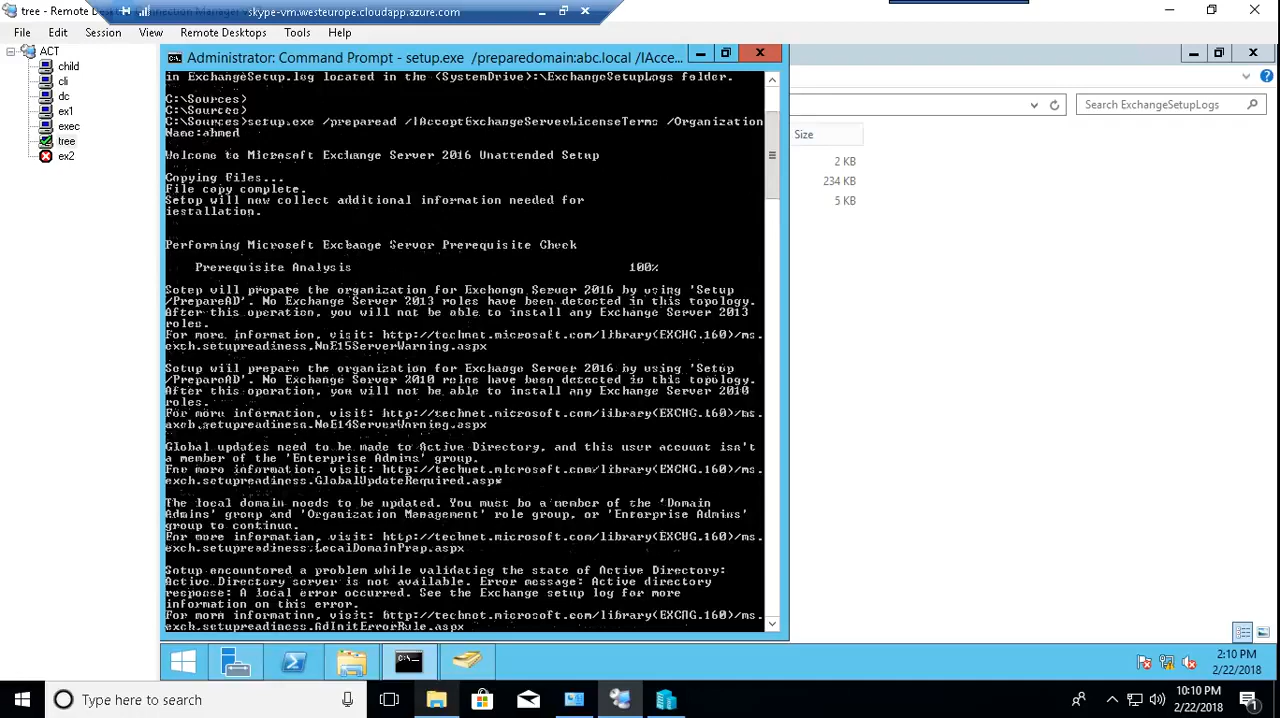 tree - Remote Des
ction Manager
skype-vm.westeurope.cloudapp.azure.com
File Edit Session View Remote Desktops Tools Help
ACT
child
cli
dc
ex1
exec
tree
ex2
Administrator: Command Prompt - setup.exe /preparedomain:abc.local /IAcce...
in ExchangeSetup.log located in the <SystemDrive>:\ExchangeSetupLogs folder.
C:\Sources>
C:\Sources>
C:\Sources>setup.exe /preparead /IAcceptExchangeServerLicenseTerms /Organization
Name:ahmed
Welcome to Microsoft Exchange Server 2016 Unattended Setup
Copying Files...
File copy complete.
Setup will now collect additional information needed for
installation.
Performing Microsoft Exchange Server Prerequisite Check
Prerequisite Analysis 100%
Setup will prepare the organization for Exchange Server 2016 by using 'Setup
/PrepareAD'. No Exchange Server 2013 roles have been detected in this topology.
After this operation, you will not be able to install any Exchange Server 2013
roles.
For more information, visit: http://technet.microsoft.com/library(EXCHG.160)/ms.
exch.setupreadiness.NoE15ServerWarning.aspx
Setup will prepare the organization for Exchange Server 2016 by using 'Setup
/PrepareAD'. No Exchange Server 2010 roles have been detected in this topology.
After this operation, you will not be able to install any Exchange Server 2010
roles.
For more information, visit: http://technet.microsoft.com/library(EXCHG.160)/ms.
exch.setupreadiness.NoE14ServerWarning.aspx
Global updates need to be made to Active Directory, and this user account isn't
a member of the 'Enterprise Admins' group.
For more information, visit: http://technet.microsoft.com/library(EXCHG.160)/ms.
exch.setupreadiness.GlobalUpdateRequired.aspx
The local domain needs to be updated. You must be a member of the 'Domain
Admins' group and 'Organization Management' role group, or 'Enterprise Admins'
group to continue.
For more information, visit: http://technet.microsoft.com/library(EXCHG.160)/ms.
exch.setupreadiness.LocalDomainPrep.aspx
Setup encountered a problem while validating the state of Active Directory:
Active Directory server is not available. Error message: Active directory
response: A local error occurred. See the Exchange setup log for more
information on this error.
For more information, visit: http://technet.microsoft.com/library(EXCHG.160)/ms.
exch.setupreadiness.AdInitErrorRule.aspx
Search ExchangeSetupLogs
Size
2 KB
234 KB
5 KB
2:10 PM
2/22/2018
Type here to search
10:10 PM
2/22/2018
1